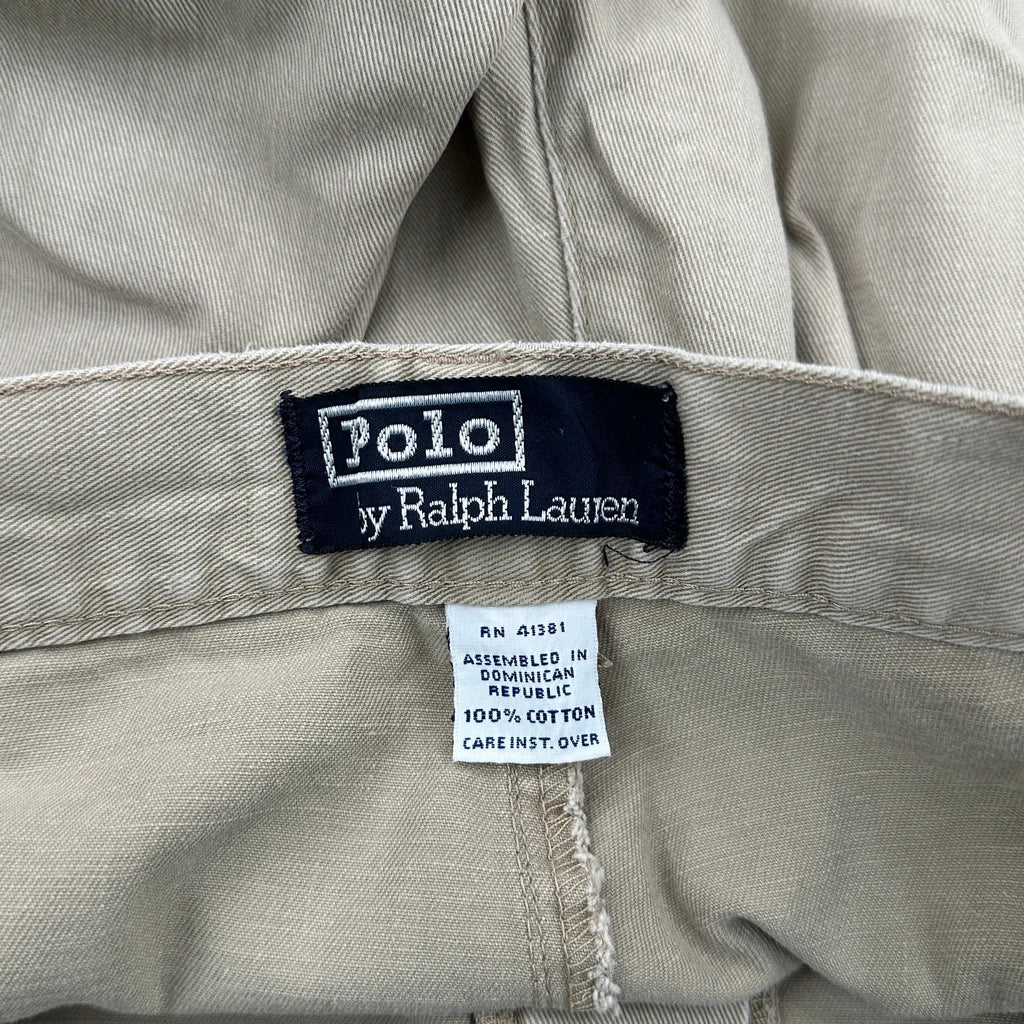 Polo
by Ralph Lauren
RN 41381
ASSEMBLED IN
DOMINICAN
REPUBLIC
100% COTTON
CARE INST. OVER